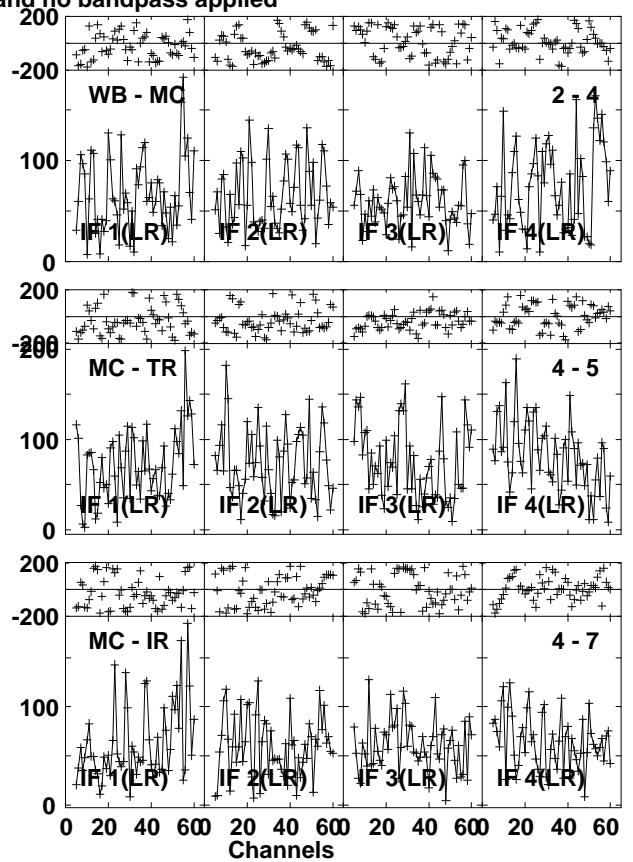 and no bandpass applied
200
-200
WB - MC 2 - 4
100
IF 1(LR) IF 2(LR) IF 3(LR) IF 4(LR)
0
200
-200
200
MC - TR 4 - 5
100
IF 1(LR) IF 2(LR) IF 3(LR) IF 4(LR)
0
200
-200
MC - IR 4 - 7
100
IF 1(LR) IF 2(LR) IF 3(LR) IF 4(LR)
0
0 20 40 60 0 20 40 60 0 20 40 60 0 20 40 60
Channels